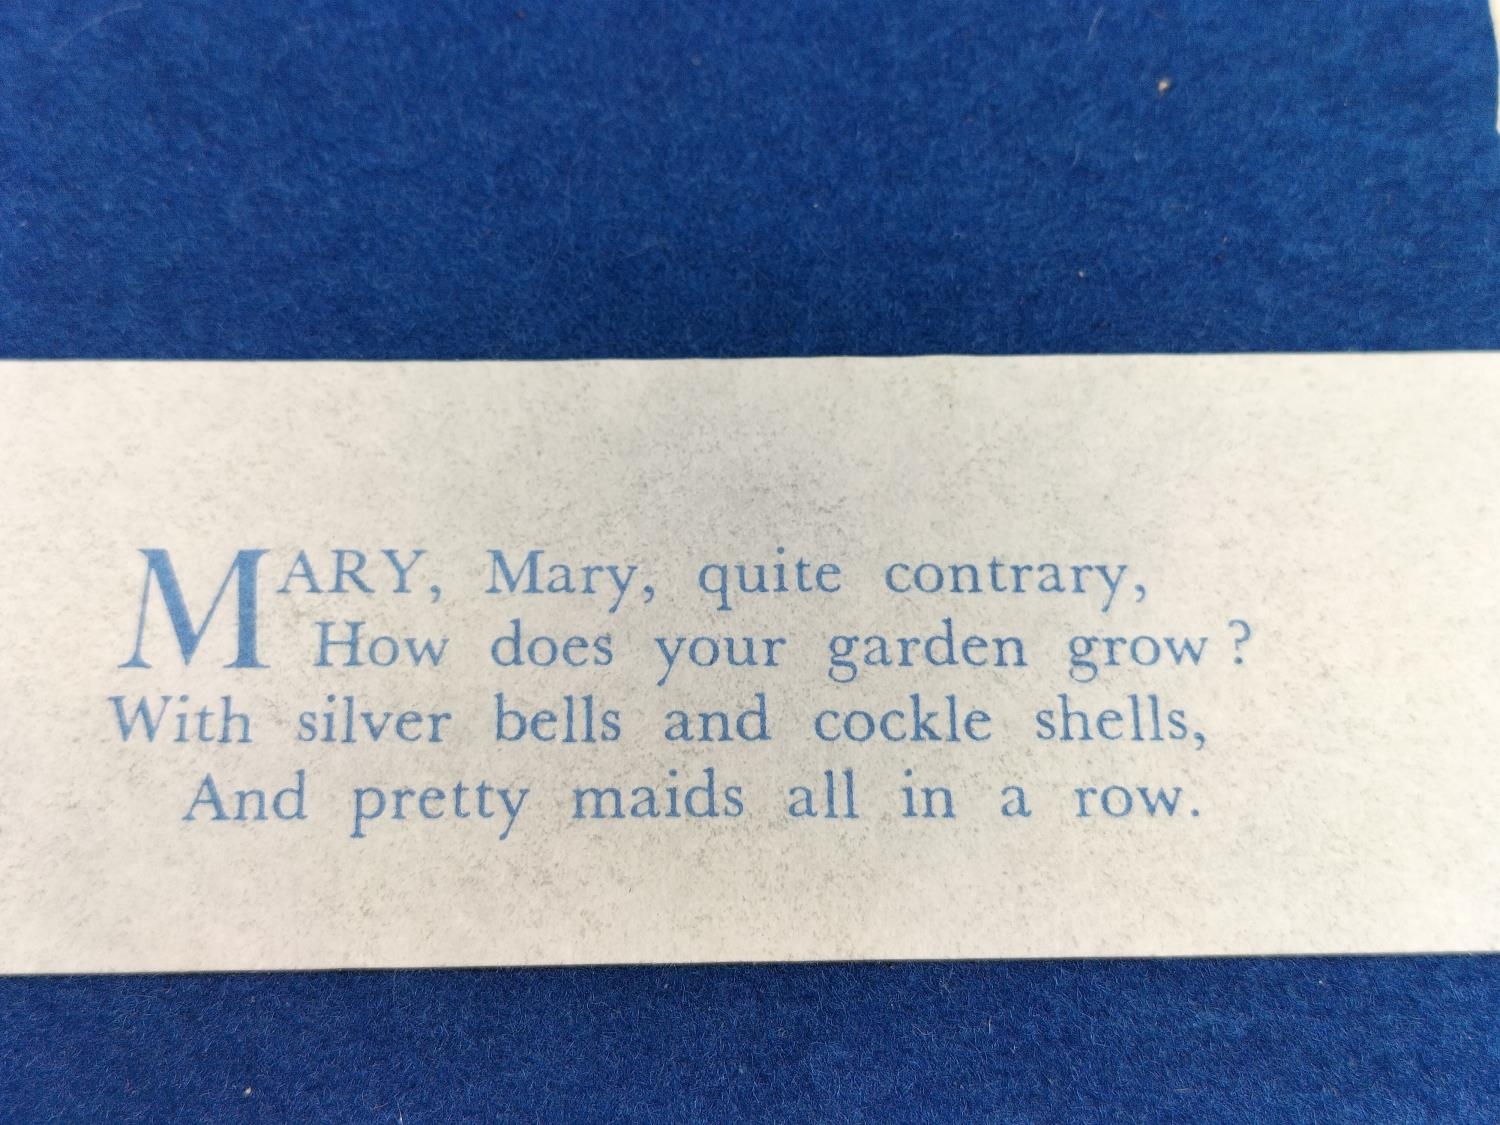 MARY, Mary, quite contrary,
How does your garden grow ?
With silver bells and cockle shells,
And pretty maids all in a row.